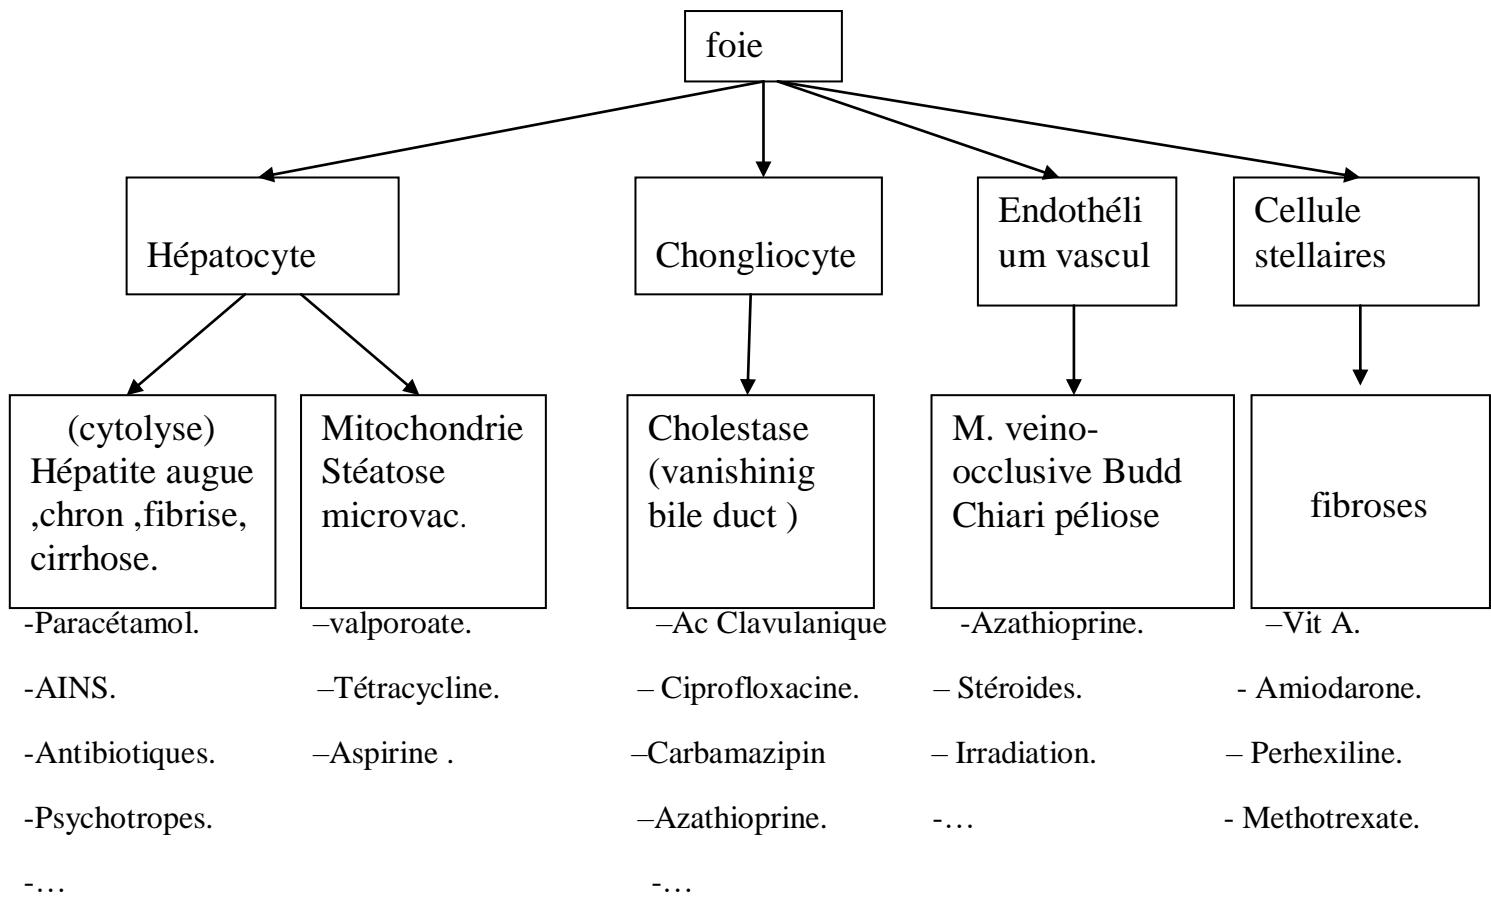 foie
Hépatocyte
Chongliocyte
Endothéli
um vascul
Cellule
stellaires
(cytolyse)
Hépatite augue
,chron ,fibrise,
cirrhose.
Mitochondrie
Stéatose
microvac.
Cholestase
(vanishinig
bile duct )
M. veino-
occlusive Budd
Chiari péliose
fibroses
-Paracétamol.
–valporoate.
–Ac Clavulanique
-Azathioprine.
–Vit A.
-AINS.
–Tétracycline.
– Ciprofloxacine.
– Stéroides.
- Amiodarone.
-Antibiotiques.
–Aspirine .
–Carbamazipin
– Irradiation.
– Perhexiline.
-Psychotropes.
–Azathioprine.
-…
- Methotrexate.
-…
-…